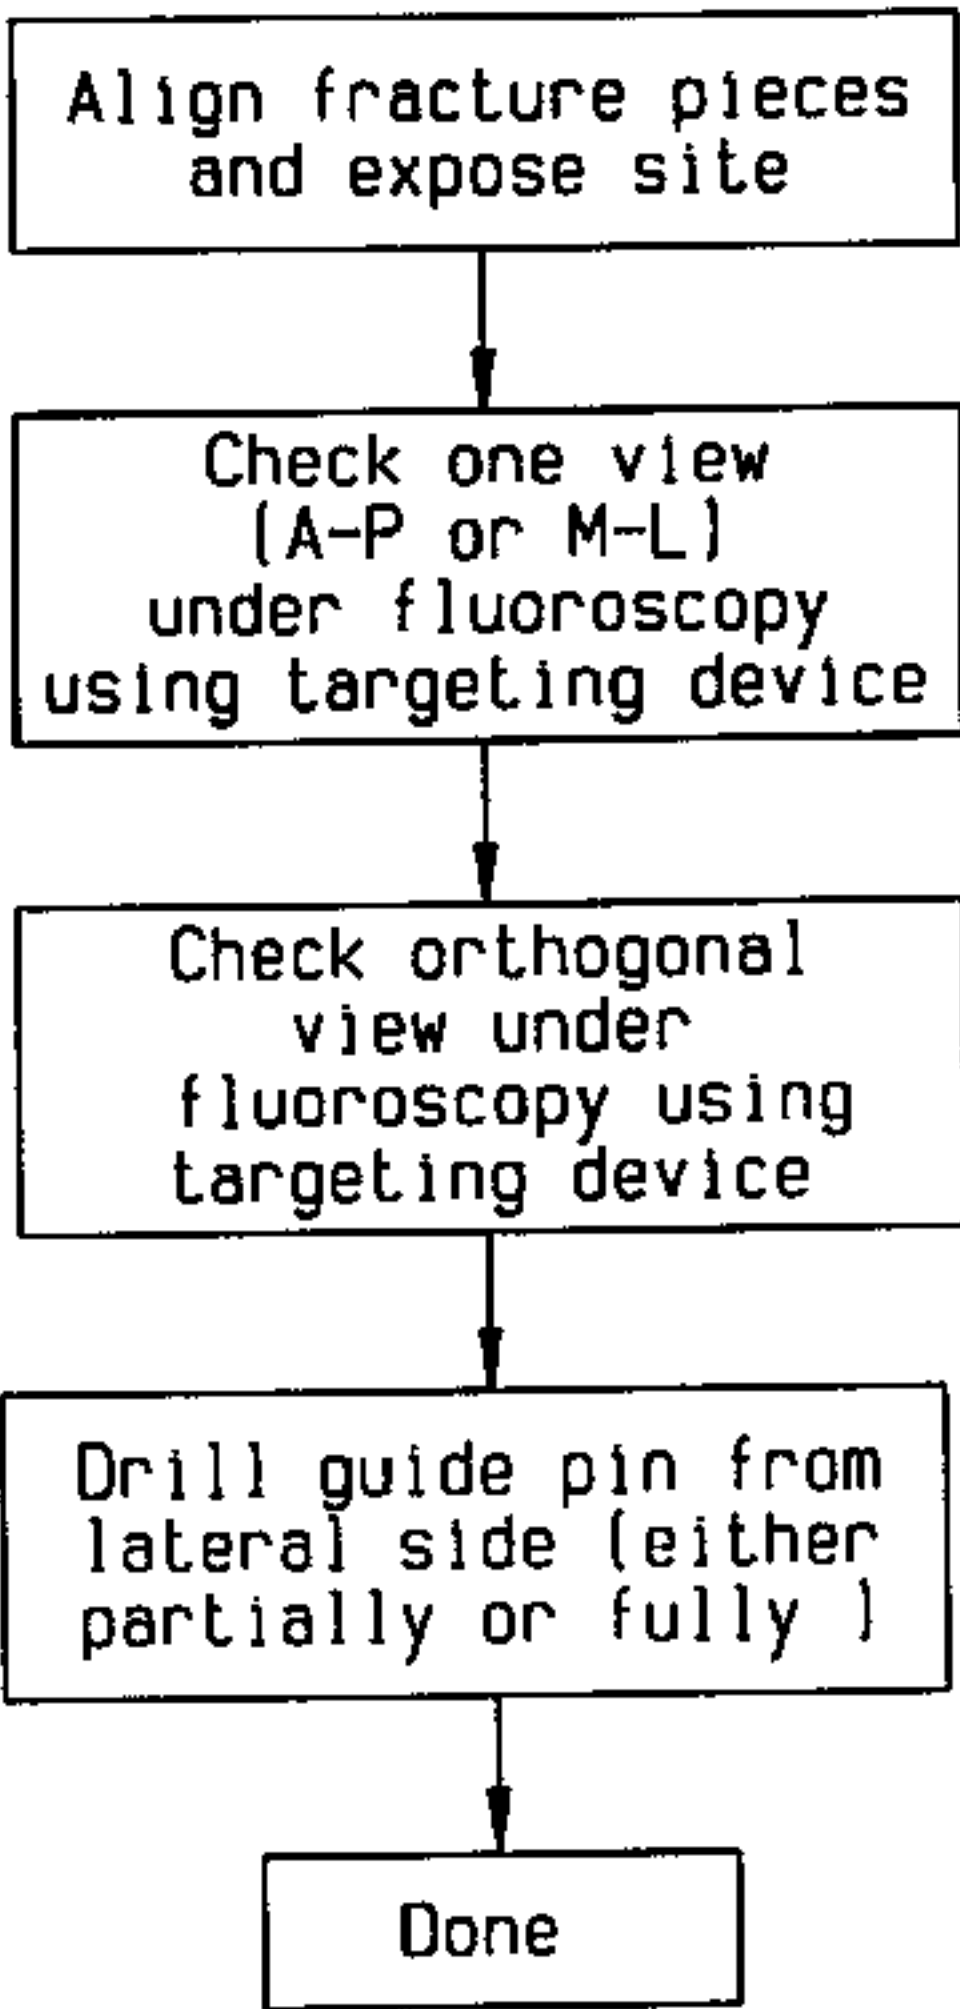 Align fracture pieces
and expose site
Check one view
(A-P or M-L)
under fluoroscopy
using targeting device
Check orthogonal
view under
fluoroscopy using
targeting device
Drill guide pin from
lateral side (either
partially or fully )
Done